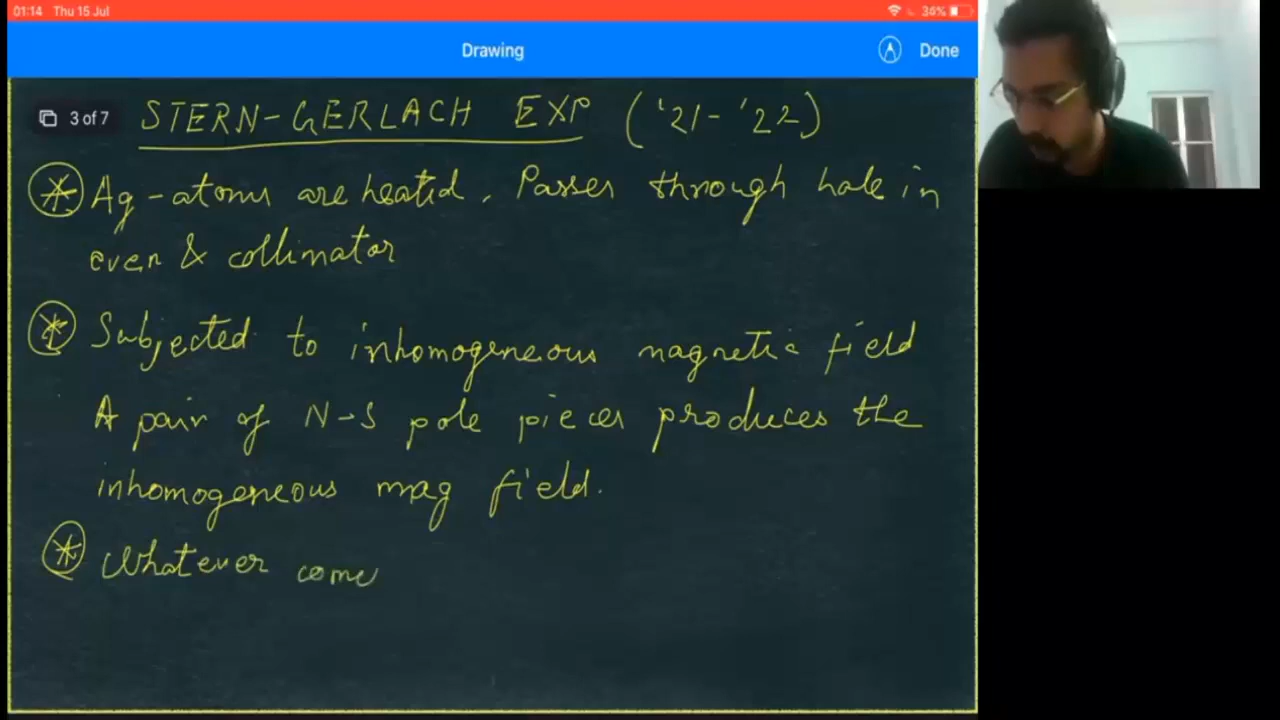 01:14 Thu 15 Jul
36%
Drawing
Done
3 of 7
STERN-GERLACH EXP ('21-'22)
Ag-atoms are heated. Passes through hole in
oven & collimator
Subjected to inhomogeneous magnetic field
A pair of N-S pole pieces produces the
inhomogeneous mag field.
Whatever come